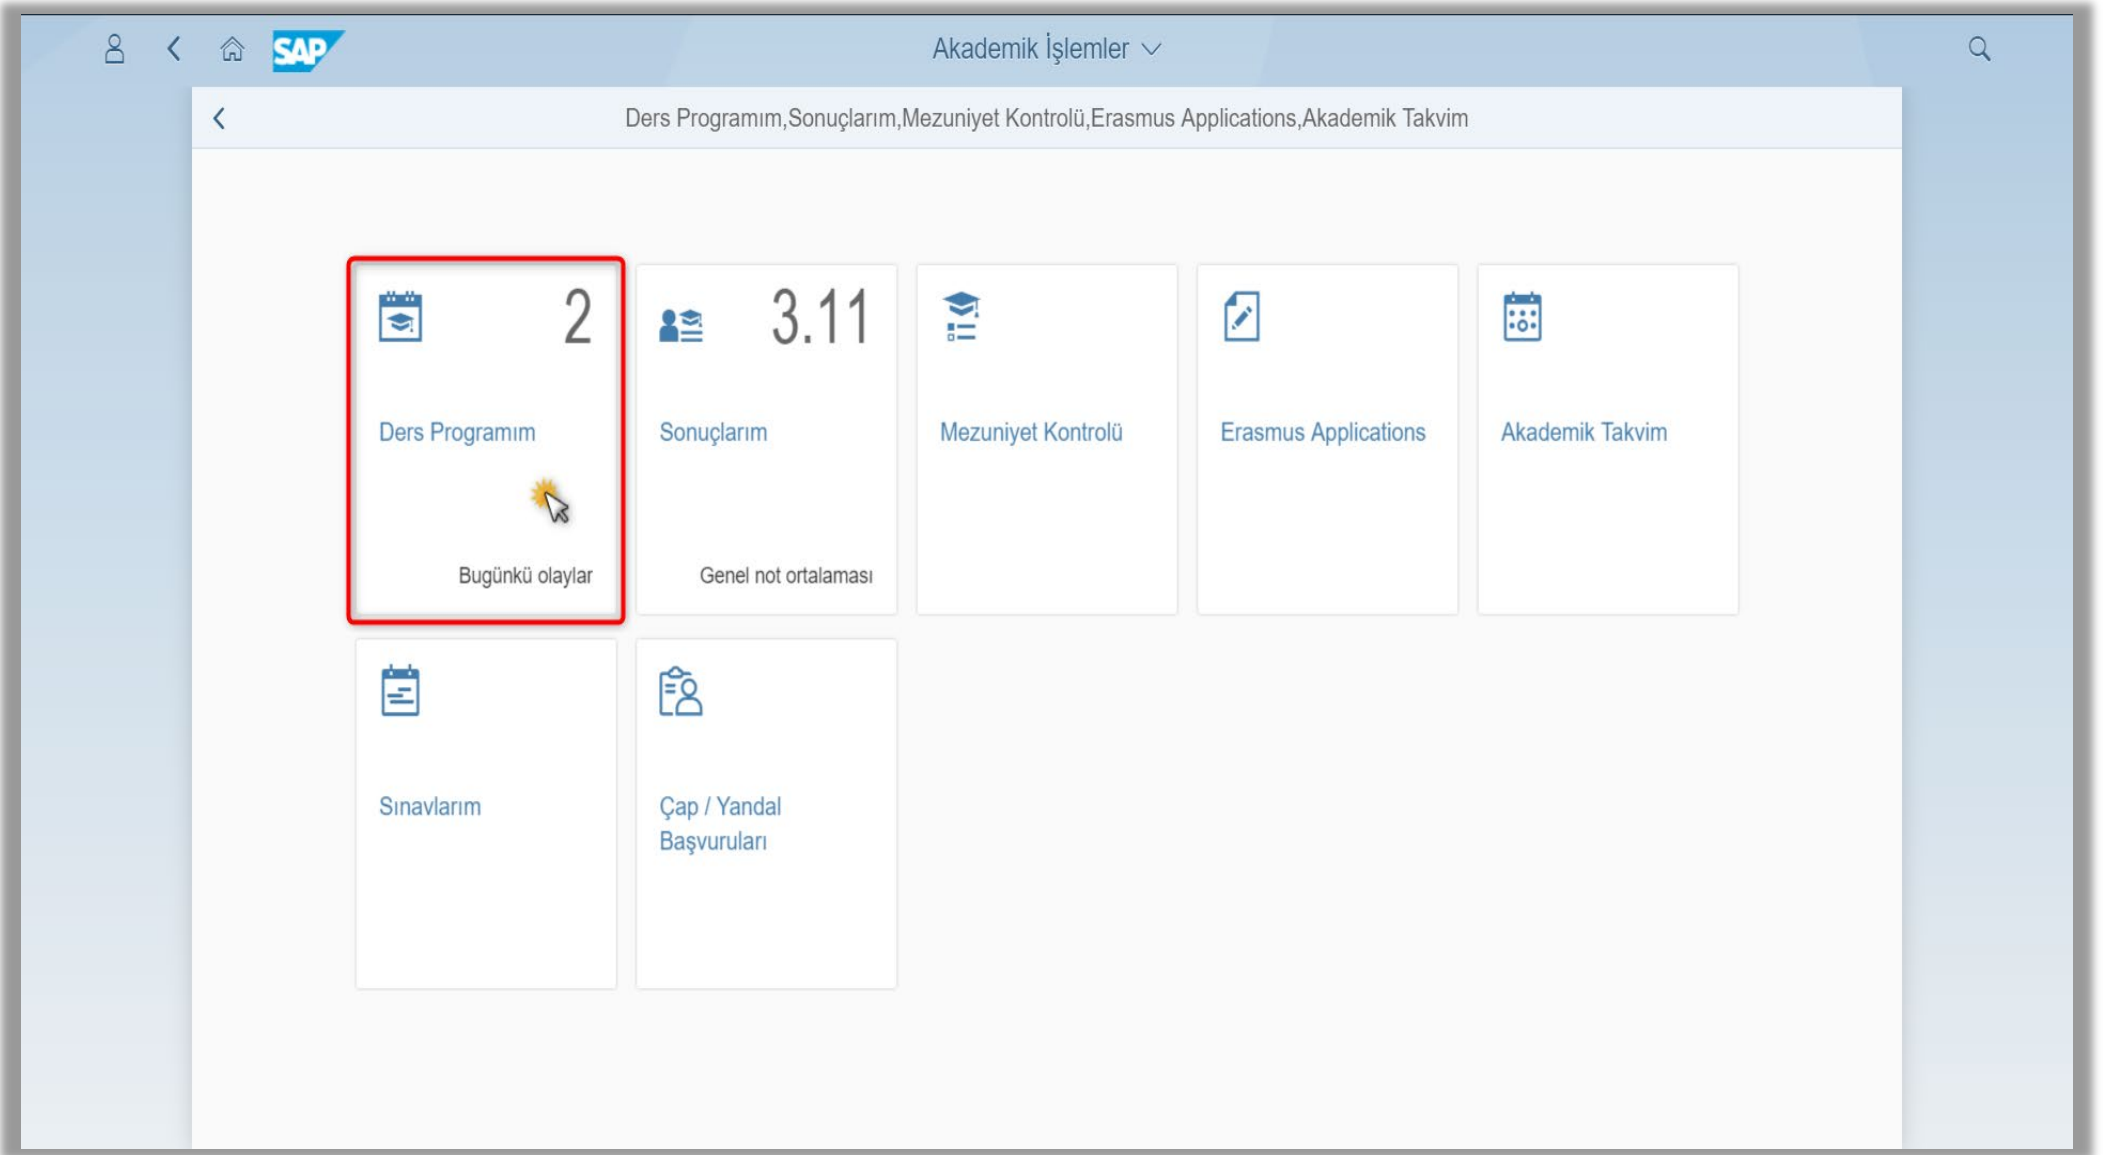 SAP
Akademik İşlemler
Ders Programım,Sonuçlarım,Mezuniyet Kontrolü,Erasmus Applications,Akademik Takvim
2
Ders Programım
Bugünkü olaylar
3.11
Sonuçlarım
Genel not ortalaması
Mezuniyet Kontrolü
Erasmus Applications
Akademik Takvim
Sınavlarım
Çap / Yandal
Başvuruları